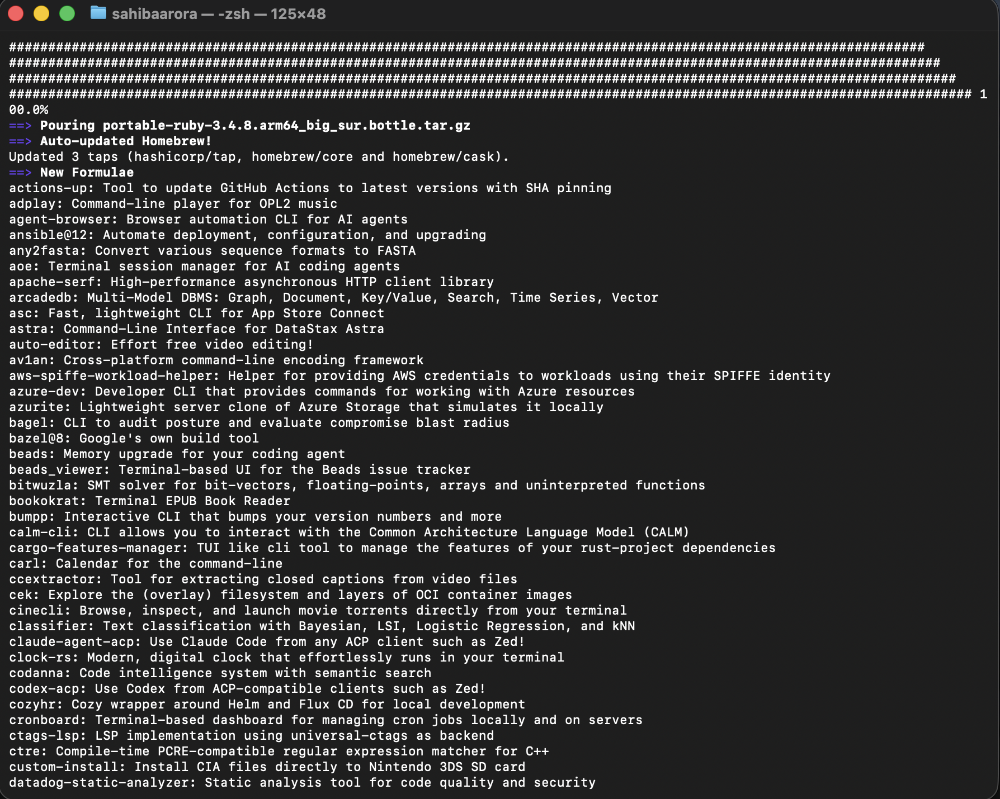 sahibaarora — -zsh — 125×48
#####################################################################################################################
#######################################################################################################################
#########################################################################################################################
########################################################################################################################### 1
00.0%
==> Pouring portable-ruby-3.4.8.arm64_big_sur.bottle.tar.gz
==> Auto-updated Homebrew!
Updated 3 taps (hashicorp/tap, homebrew/core and homebrew/cask).
==> New Formulae
actions-up: Tool to update GitHub Actions to latest versions with SHA pinning
adplay: Command-line player for OPL2 music
agent-browser: Browser automation CLI for AI agents
ansible@12: Automate deployment, configuration, and upgrading
any2fasta: Convert various sequence formats to FASTA
aoe: Terminal session manager for AI coding agents
apache-serf: High-performance asynchronous HTTP client library
arcadedb: Multi-Model DBMS: Graph, Document, Key/Value, Search, Time Series, Vector
asc: Fast, lightweight CLI for App Store Connect
astra: Command-Line Interface for DataStax Astra
auto-editor: Effort free video editing!
av1an: Cross-platform command-line encoding framework
aws-spiffe-workload-helper: Helper for providing AWS credentials to workloads using their SPIFFE identity
azure-dev: Developer CLI that provides commands for working with Azure resources
azurite: Lightweight server clone of Azure Storage that simulates it locally
bagel: CLI to audit posture and evaluate compromise blast radius
bazel@8: Google's own build tool
beads: Memory upgrade for your coding agent
beads_viewer: Terminal-based UI for the Beads issue tracker
bitwuzla: SMT solver for bit-vectors, floating-points, arrays and uninterpreted functions
bookokrat: Terminal EPUB Book Reader
bumpp: Interactive CLI that bumps your version numbers and more
calm-cli: CLI allows you to interact with the Common Architecture Language Model (CALM)
cargo-features-manager: TUI like cli tool to manage the features of your rust-project dependencies
carl: Calendar for the command-line
ccextractor: Tool for extracting closed captions from video files
cek: Explore the (overlay) filesystem and layers of OCI container images
cinecli: Browse, inspect, and launch movie torrents directly from your terminal
classifier: Text classification with Bayesian, LSI, Logistic Regression, and kNN
claude-agent-acp: Use Claude Code from any ACP client such as Zed!
clock-rs: Modern, digital clock that effortlessly runs in your terminal
codanna: Code intelligence system with semantic search
codex-acp: Use Codex from ACP-compatible clients such as Zed!
cozyhr: Cozy wrapper around Helm and Flux CD for local development
cronboard: Terminal-based dashboard for managing cron jobs locally and on servers
ctags-lsp: LSP implementation using universal-ctags as backend
ctre: Compile-time PCRE-compatible regular expression matcher for C++
custom-install: Install CIA files directly to Nintendo 3DS SD card
datadog-static-analyzer: Static analysis tool for code quality and security